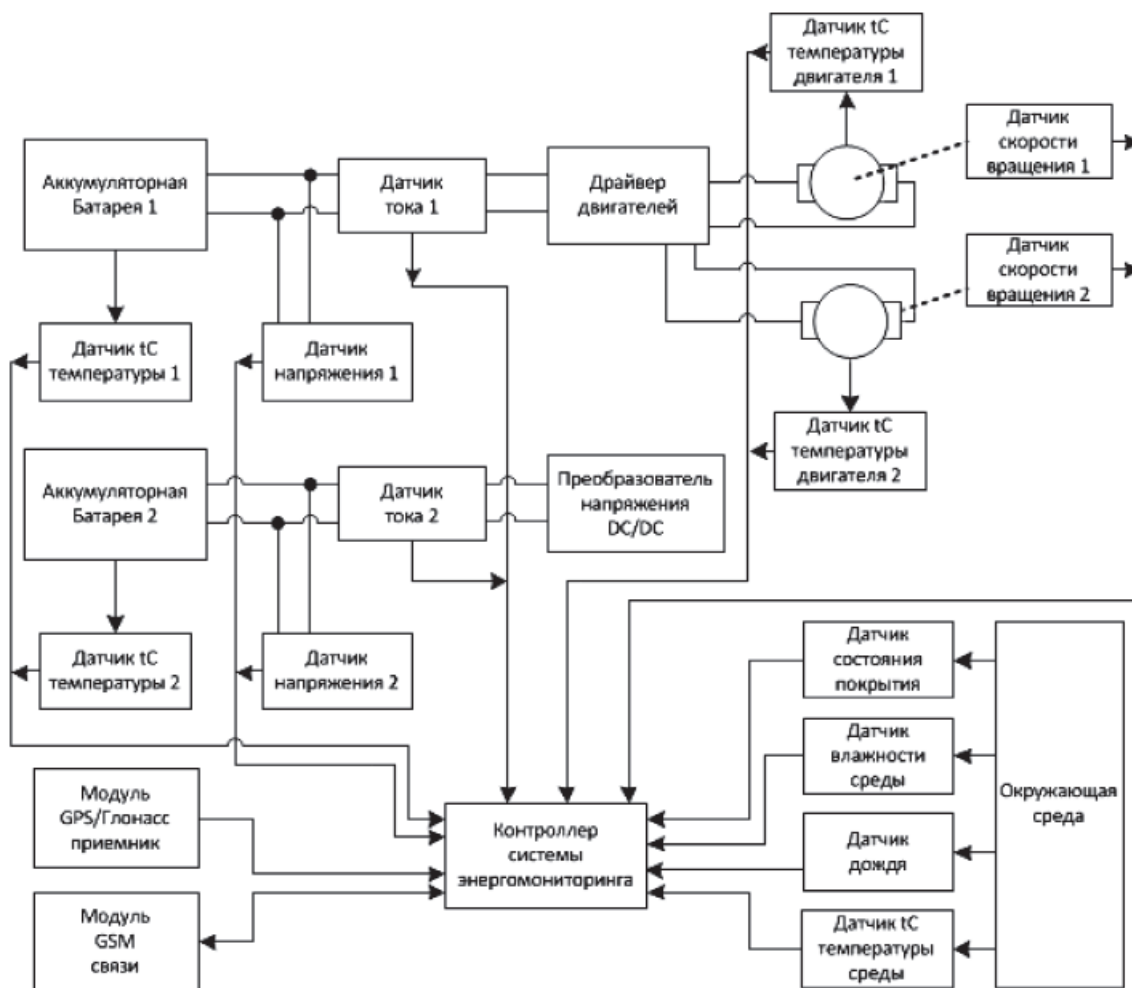 Датчик tC
температуры
двигателя 1
Датчик
скорости
вращения 1
Аккумуляторная
Батарея 1
Датчик
тока 1
Драйвер
двигателей
Датчик
скорости
вращения 2
Датчик tC
температуры 1
Датчик
напряжения 1
Датчик tC
температуры
двигателя 2
Аккумуляторная
Батарея 2
Датчик
тока 2
Преобразователь
напряжения
DC/DC
Датчик tC
температуры 2
Датчик
напряжения 2
Датчик
состояния
покрытия
Датчик
влажности
среды
Окружающая
среда
Модуль
GPS/Глонасс
приемник
Контроллер
системы
энергомониторинга
Датчик
дождя
Модуль
GSM
связи
Датчик tC
температуры
среды